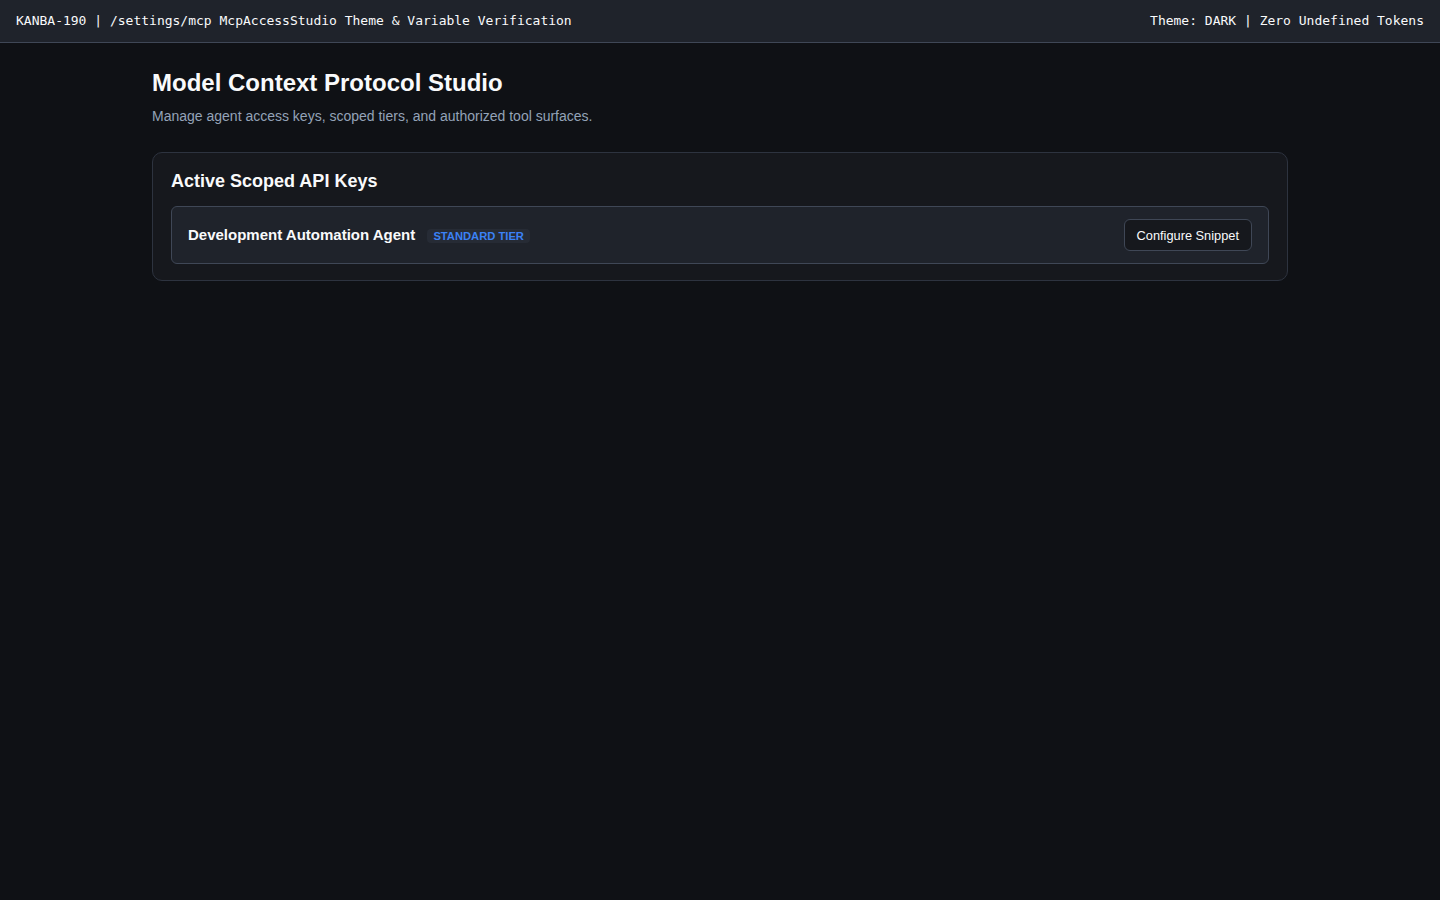 KANBA-190 | /settings/mcp McpAccessStudio Theme & Variable Verification
Theme: DARK | Zero Undefined Tokens
Model Context Protocol Studio
Manage agent access keys, scoped tiers, and authorized tool surfaces.
Active Scoped API Keys
Development Automation Agent STANDARD TIER
Configure Snippet